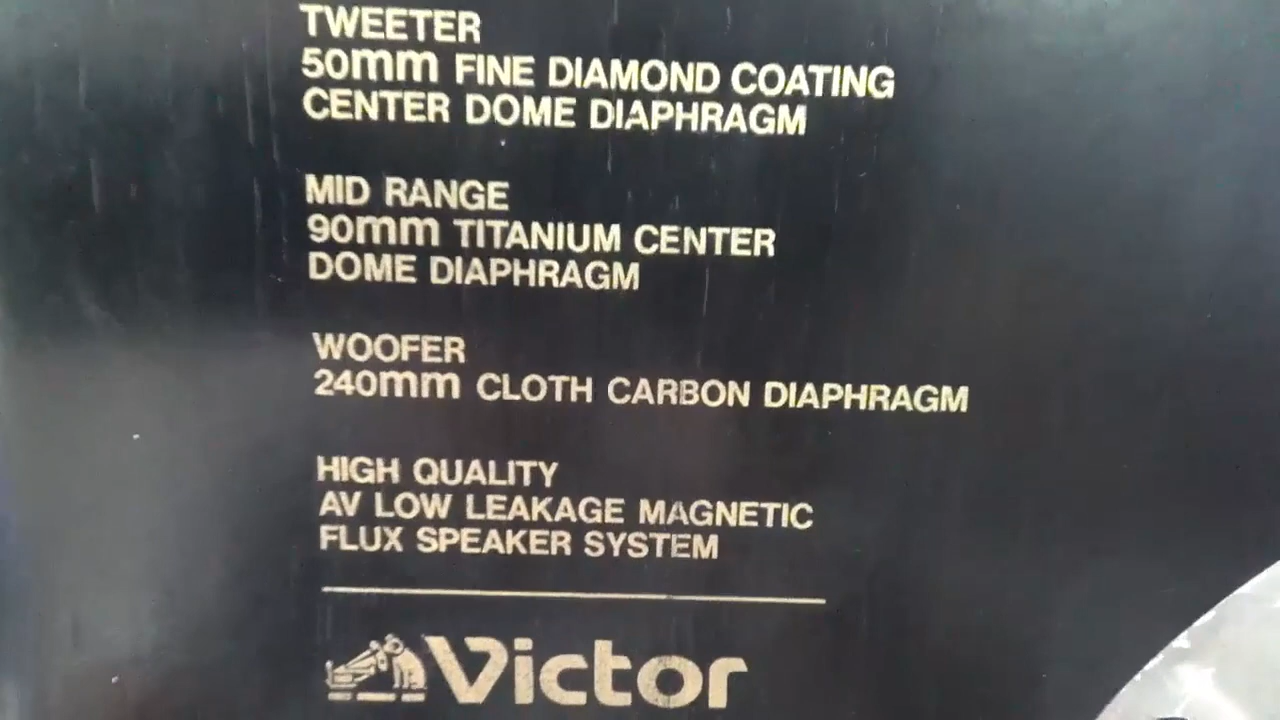 TWEETER
50mm FINE DIAMOND COATING
CENTER DOME DIAPHRAGM
MID RANGE
90mm TITANIUM CENTER
DOME DIAPHRAGM
WOOFER
240mm CLOTH CARBON DIAPHRAGM
HIGH QUALITY
AV LOW LEAKAGE MAGNETIC
FLUX SPEAKER SYSTEM
Victor